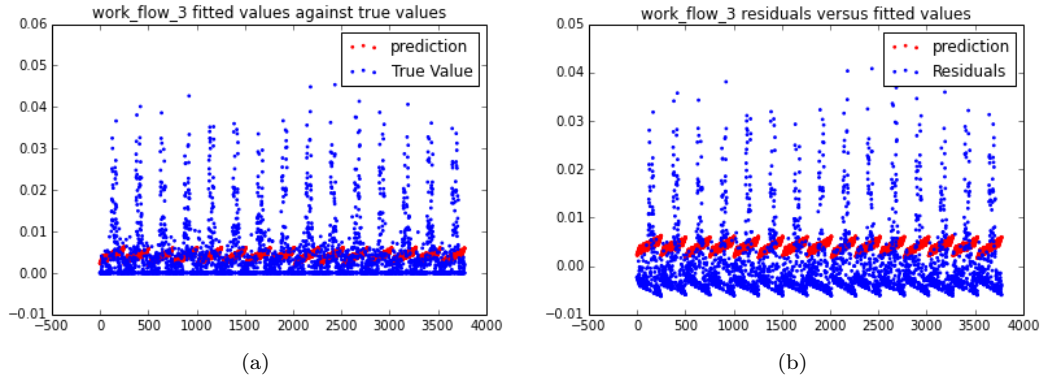 work_flow_3 fitted values against true values
0.06
0.05
0.04
0.03
0.02
0.01
0.00
−0.01
−500 0 500 1000 1500 2000 2500 3000 3500 4000
prediction
True Value
(a)
work_flow_3 residuals versus fitted values
0.05
0.04
0.03
0.02
0.01
0.00
−0.01
−500 0 500 1000 1500 2000 2500 3000 3500 4000
prediction
Residuals
(b)